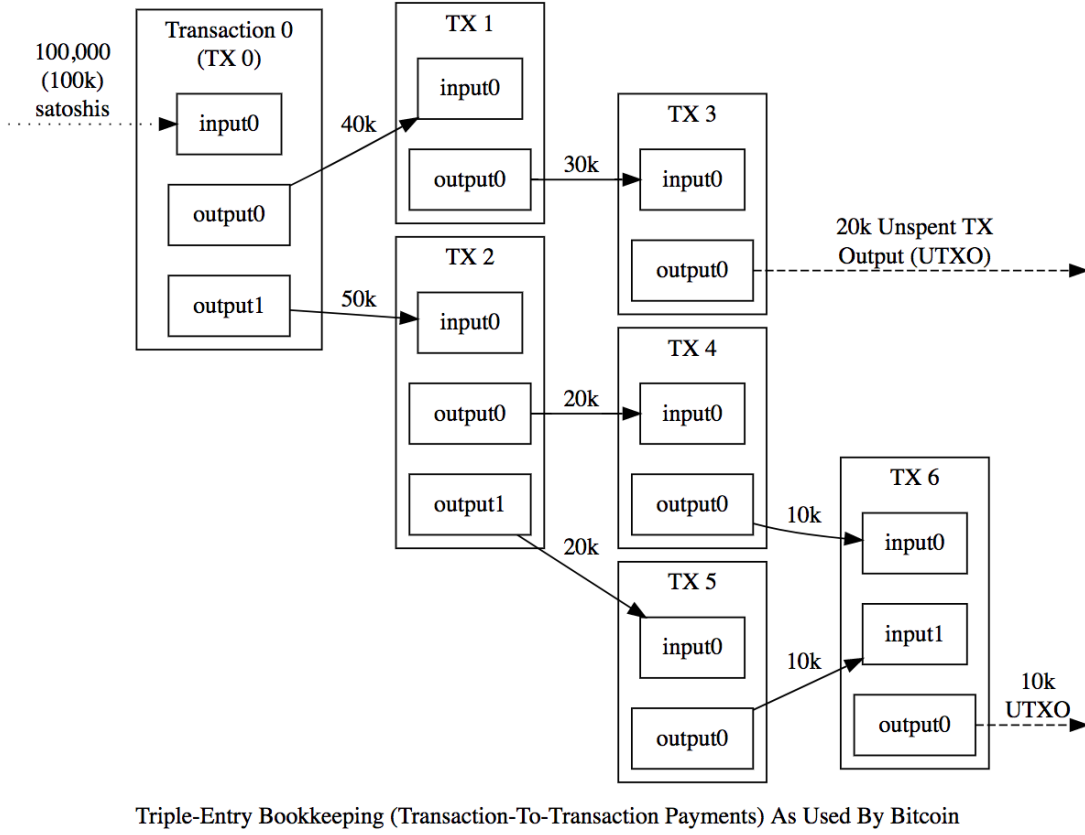 100,000
(100k)
satoshis
Transaction 0
(TX 0)
input0
output0
output1
40k
50k
TX 1
input0
output0
30k
TX 2
input0
output0
output1
20k
20k
TX 3
input0
output0
20k Unspent TX
Output (UTXO)
TX 4
input0
output0
10k
TX 5
input0
output0
10k
TX 6
input0
input1
output0
10k
UTXO
Triple-Entry Bookkeeping (Transaction-To-Transaction Payments) As Used By Bitcoin